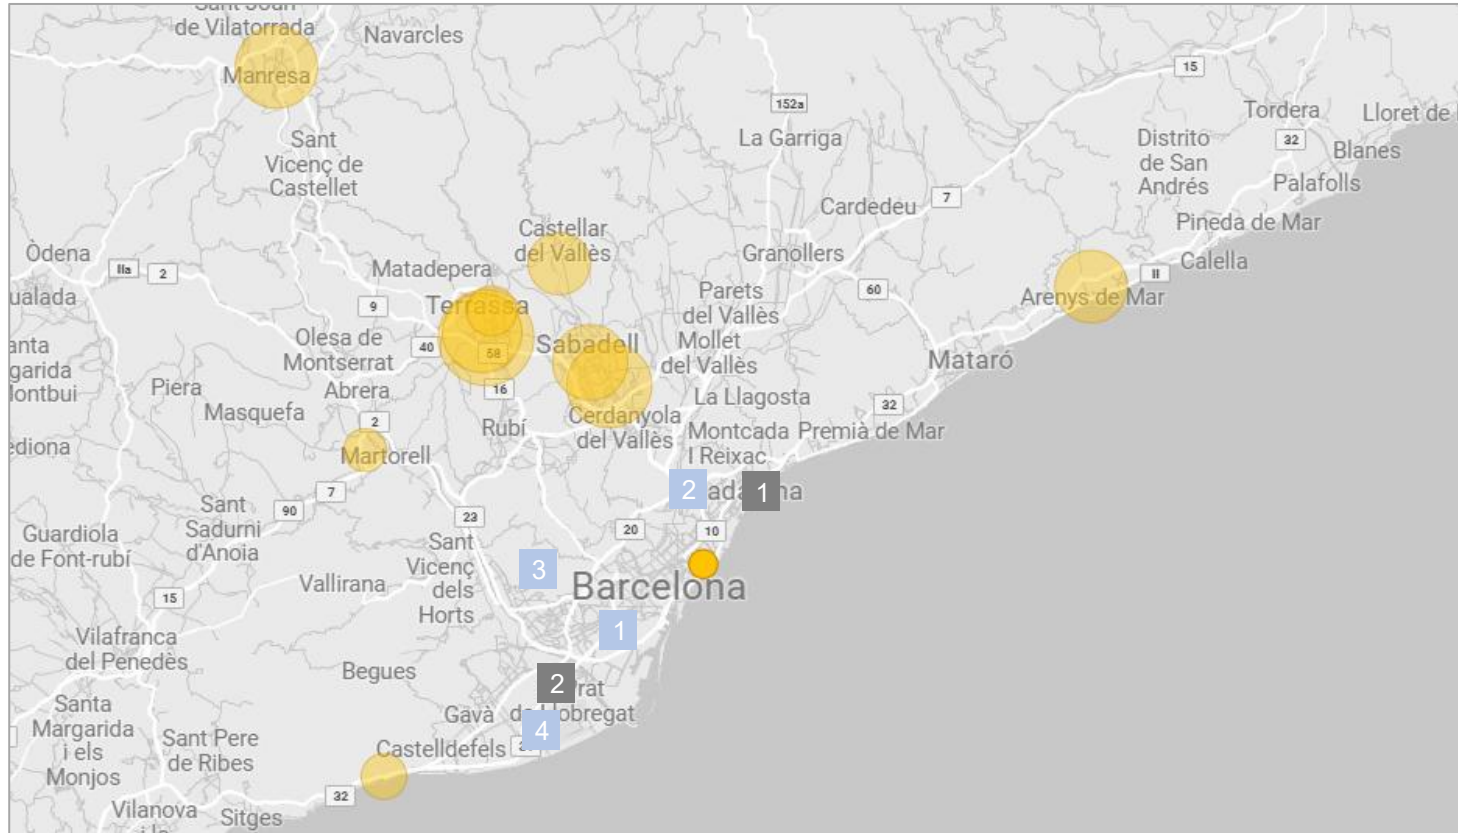 de Vilatorrada
Navarcles
Manresa
15
152a
Tordera
Lloret de
La Garriga
Sant
Vicenç de
Castellet
Distrito
de San
Andrés
32
Blanes
Palafolls
Cardedeu
7
Pineda de Mar
Castellar
del Vallès
Òdena
Granollers
Calella
IIa
2
Matadepera
II
9
Terrassa
Parets
del Vallès
60
Arenys de Mar
Olesa de
Montserrat
40
58
Sabadell
Mollet
del Vallès
Mataró
Piera
Abrera
16
La Llagosta
32
Masquefa
2
Rubí
Cerdanyola
del Vallès
Montcada
I Reixac
Premià de Mar
Martorell
2
1
7
Sant
Sadurni
d'Anoia
90
23
20
10
Guardiola
de Font-rubí
Sant
Vicenç
dels
Horts
3
Barcelona
Vallirana
15
1
Vilafranca
del Penedès
Begues
2
rat
Santa
Margarida
i els
Monjos
Gavà
4
obregat
Sant Pere
de Ribes
Castelldefels
32
Vilanova
Sitges